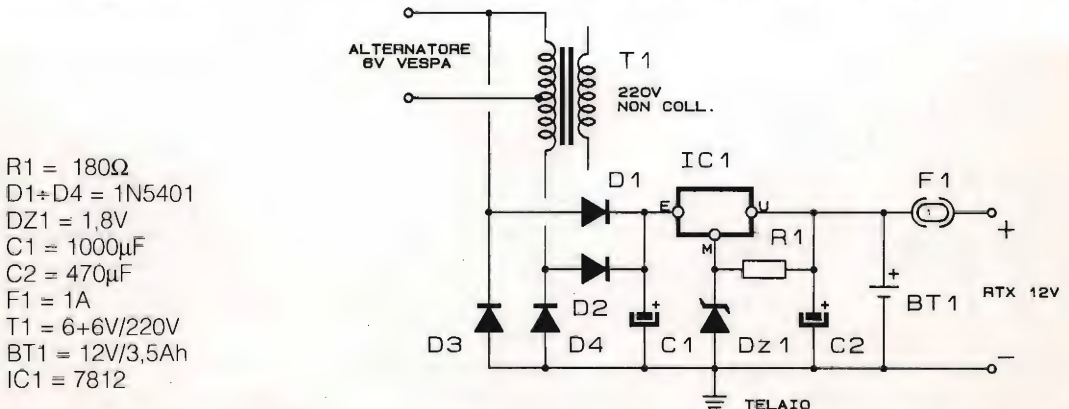 R1 = 180Ω
D1÷D4 = 1N5401
DZ1 = 1,8V
C1 = 1000µF
C2 = 470µF
F1 = 1A
T1 = 6+6V/220V
BT1 = 12V/3,5Ah
IC1 = 7812
ALTERNATORE
6V VESPA
T1
220V
NON COLL.
IC1
D1
E
U
M
R1
F1
1
+
D2
+
+
+
BT1
RTX 12V
D3
D4
C1
Dz1
C2
−
TELAIO